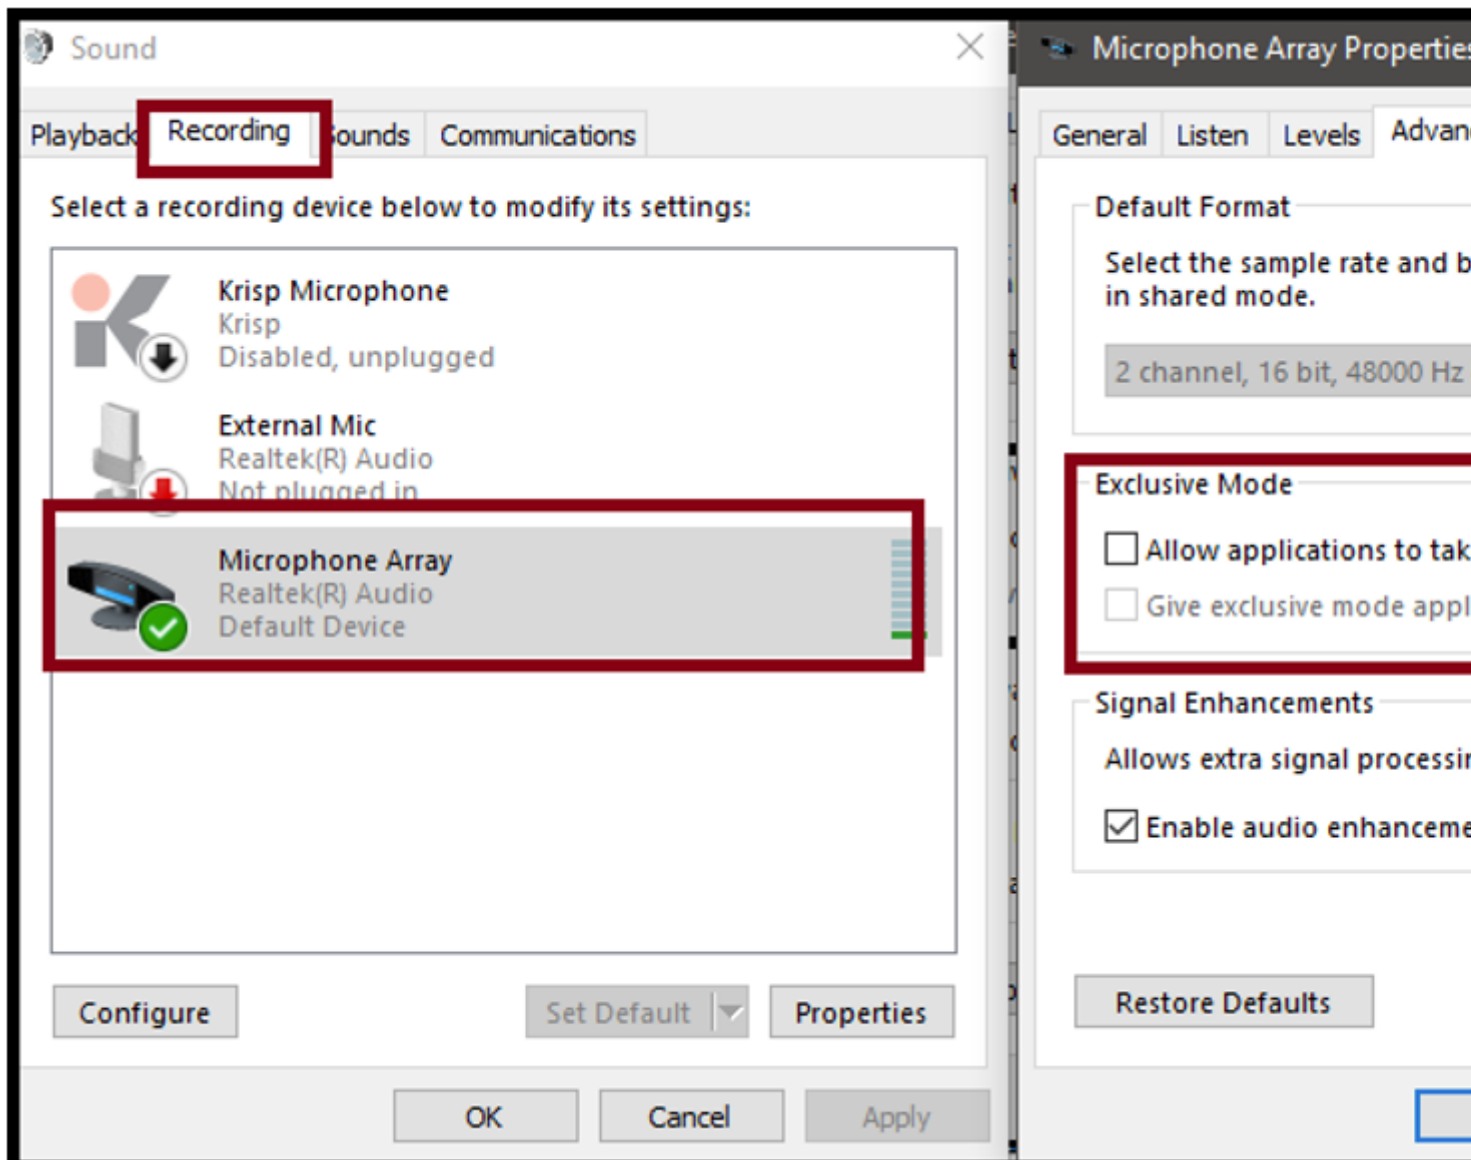 Sound
Playback Recording Sounds Communications
Select a recording device below to modify its settings:
Krisp Microphone
Krisp
Disabled, unplugged
External Mic
Realtek(R) Audio
Not plugged in
Microphone Array
Realtek(R) Audio
Default Device
Configure Set Default Properties
OK Cancel Apply
Microphone Array Properties
General Listen Levels Advan
Default Format
Select the sample rate and b
in shared mode.
2 channel, 16 bit, 48000 Hz
Exclusive Mode
Allow applications to tak
Give exclusive mode appl
Signal Enhancements
Allows extra signal processin
Enable audio enhanceme
Restore Defaults